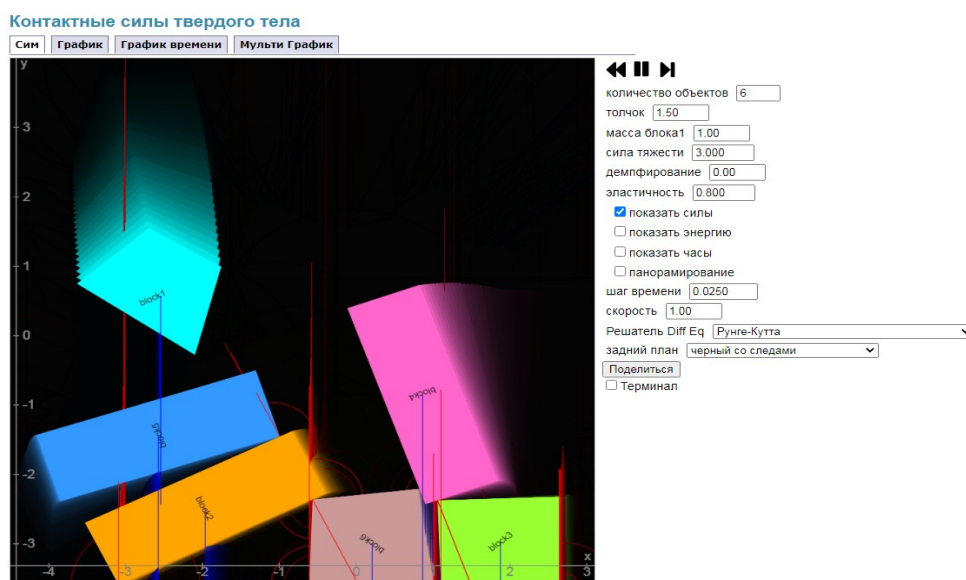 Контактные силы твердого тела
Сим График График времени Мульти График
y
3
2
1
0
-1
-2
-3
-4 -3 -2 -1 0 1 2 3
x
block1
block5
block2
block4
block6
block3
количество объектов 6
толчок 1.50
масса блока1 1.00
сила тяжести 3.000
демпфирование 0.00
эластичность 0.800
показать силы
показать энергию
показать часы
панорамирование
шаг времени 0.0250
скорость 1.00
Решатель Diff Eq Рунге-Кутта
задний план черный со следами
Поделиться
Терминал